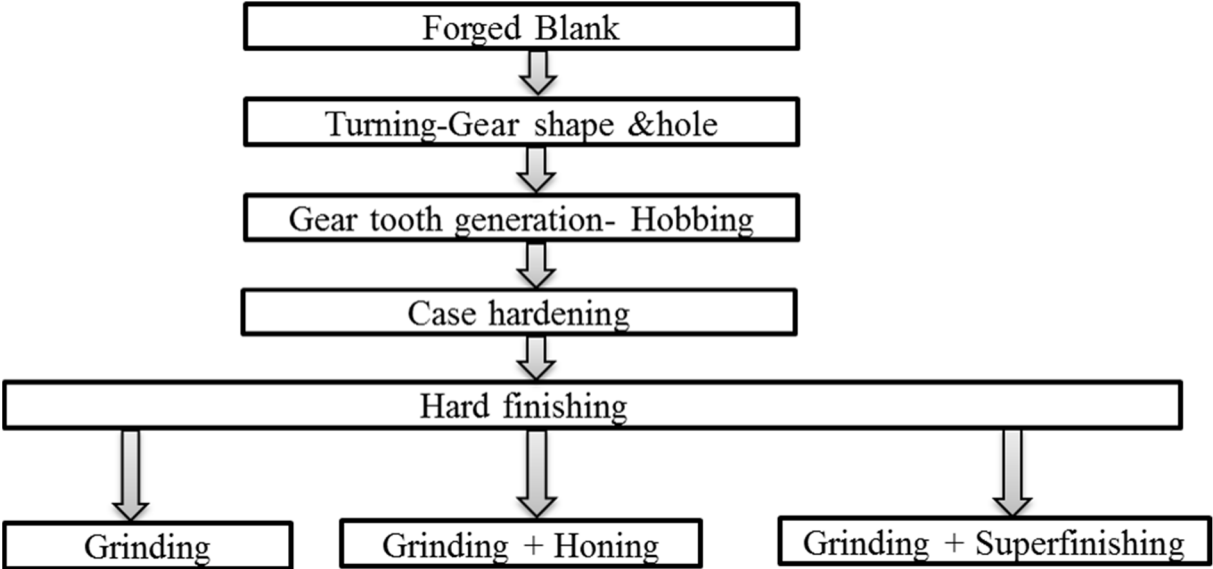 Forged Blank
Turning-Gear shape &hole
Gear tooth generation- Hobbing
Case hardening
Hard finishing
Grinding
Grinding + Honing
Grinding + Superfinishing